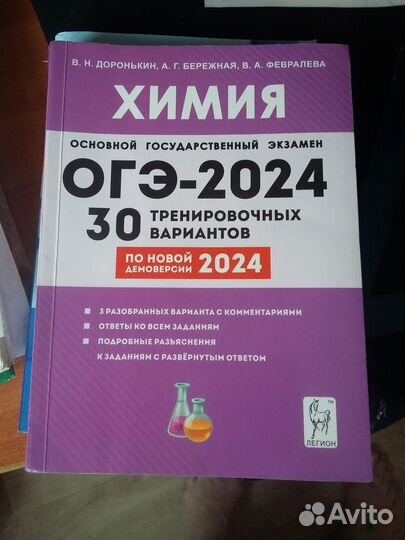 В. Н. ДОРОНЬКИН, А. Г. БЕРЕЖНАЯ, В. А. ФЕВРАЛЕВА
ХИМИЯ
ОСНОВНОЙ ГОСУДАРСТВЕННЫЙ ЭКЗАМЕН
ОГЭ-2024
30 ТРЕНИРОВОЧНЫХ
ВАРИАНТОВ
ПО НОВОЙ
ДЕМОВЕРСИИ 2024
3 РАЗОБРАННЫХ ВАРИАНТА С КОММЕНТАРИЯМИ
ОТВЕТЫ КО ВСЕМ ЗАДАНИЯМ
ПОДРОБНЫЕ РАЗЪЯСНЕНИЯ
К ЗАДАНИЯМ С РАЗВЁРНУТЫМ ОТВЕТОМ
TM
ЛЕГИОН
Avito